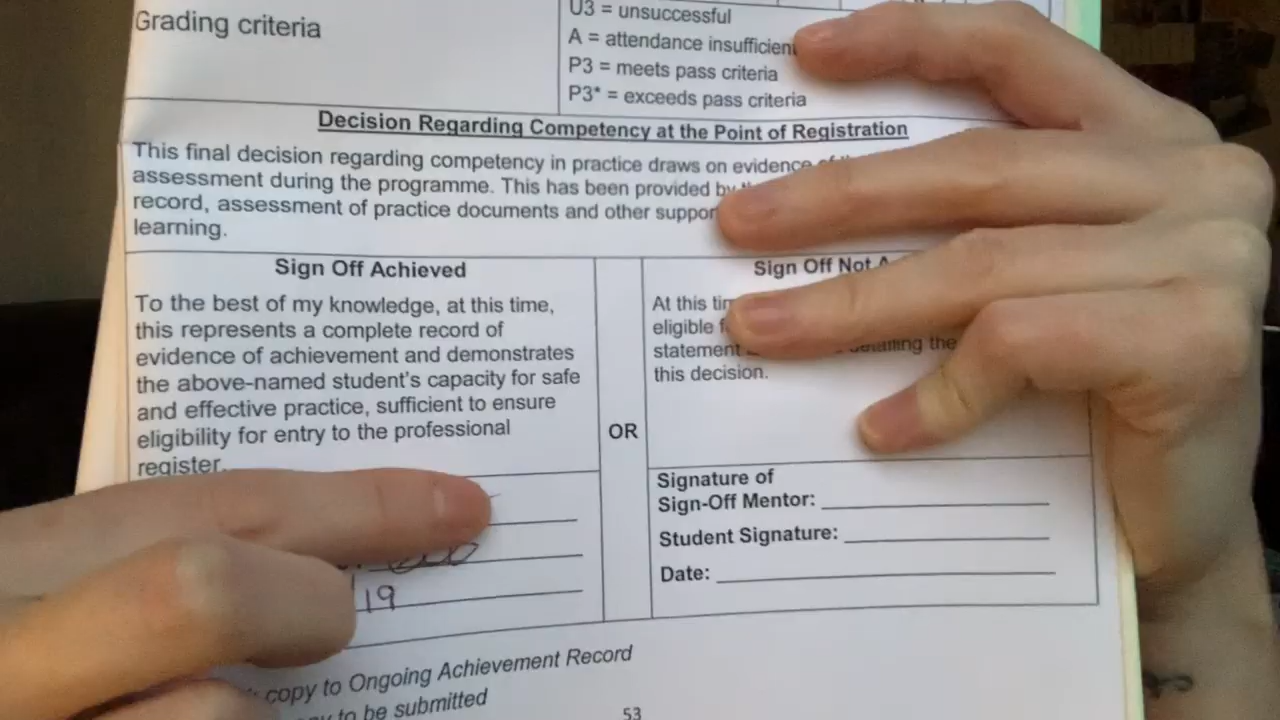 Grading criteria
U3 = unsuccessful
A = attendance insufficient
P3 = meets pass criteria
P3* = exceeds pass criteria
Decision Regarding Competency at the Point of Registration
This final decision regarding competency in practice draws on evidence
assessment during the programme. This has been provided by
record, assessment of practice documents and other suppor
learning.
Sign Off Achieved
To the best of my knowledge, at this time,
this represents a complete record of
evidence of achievement and demonstrates
the above-named student's capacity for safe
and effective practice, sufficient to ensure
eligibility for entry to the professional
register.
19
OR
Sign Off Not
At this
eligible
statement detailing the
this decision.
Signature of
Sign-Off Mentor:
Student Signature:
Date:
copy to Ongoing Achievement Record
to be submitted
53